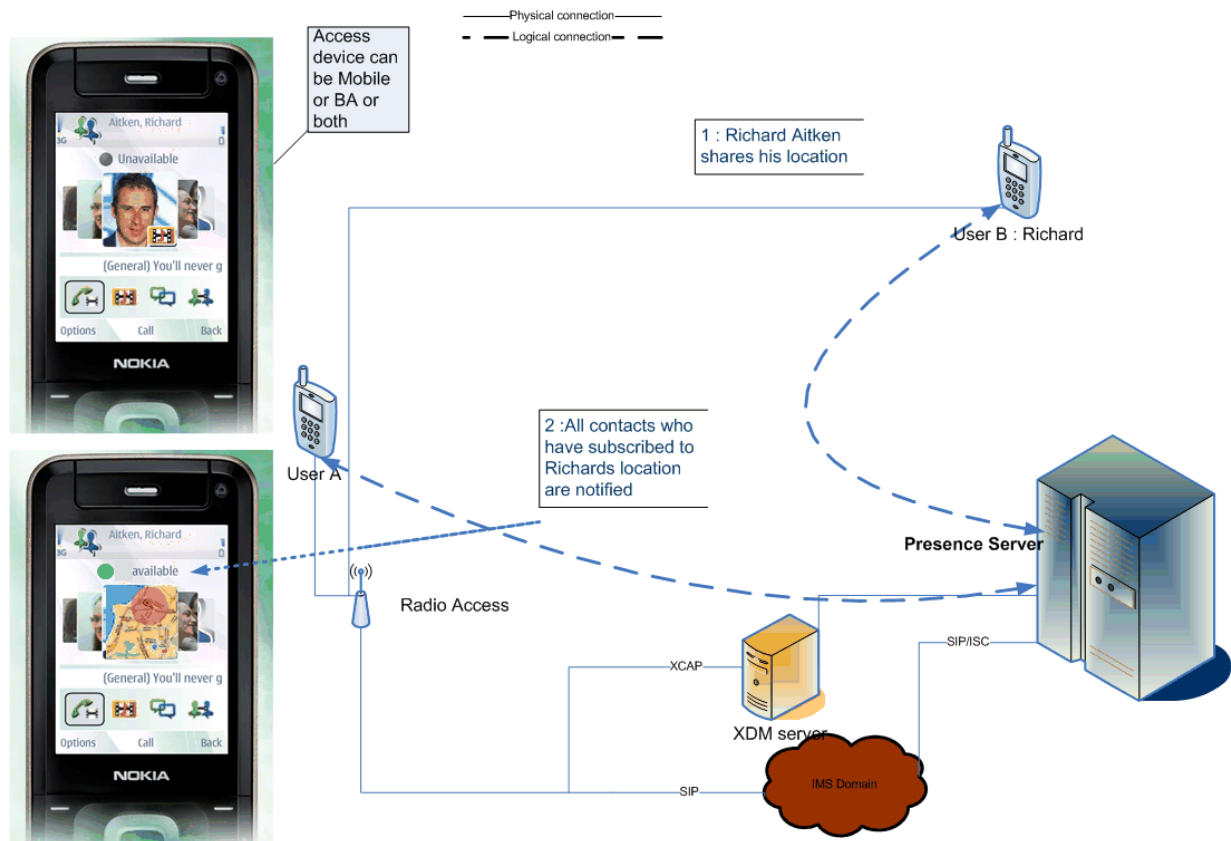 Physical connection
Logical connection
Access
device can
be Mobile
or BA or
both
Aitken, Richard
3G
Unavailable
(General) You'll never g
Options Call Back
NOKIA
1 : Richard Aitken
shares his location
User B : Richard
User A
2 :All contacts who
have subscribed to
Richards location
are notified
Aitken, Richard
3G
available
(General) You'll never g
Options Call Back
NOKIA
Radio Access
Presence Server
XCAP
SIP/ISC
XDM server
SIP
IMS Domain